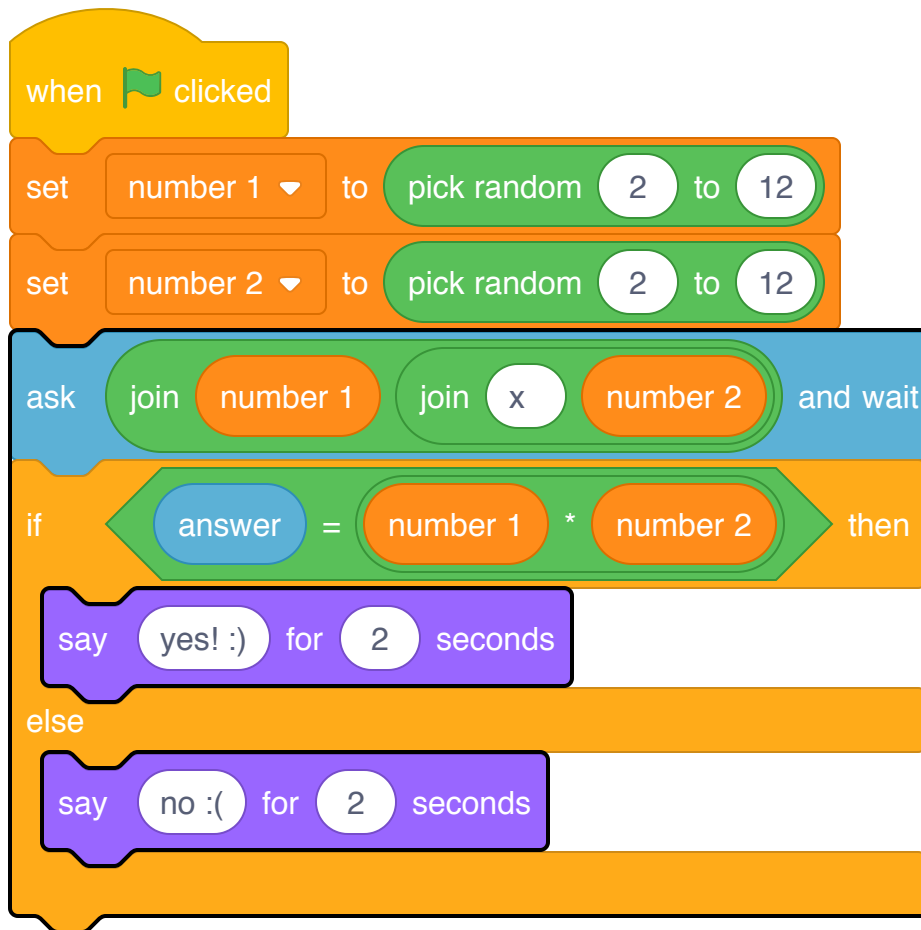 when clicked
set number 1 to pick random 2 to 12
set number 2 to pick random 2 to 12
ask join number 1 join x number 2 and wait
if answer = number 1 * number 2 then
say yes! :) for 2 seconds
else
say no :( for 2 seconds